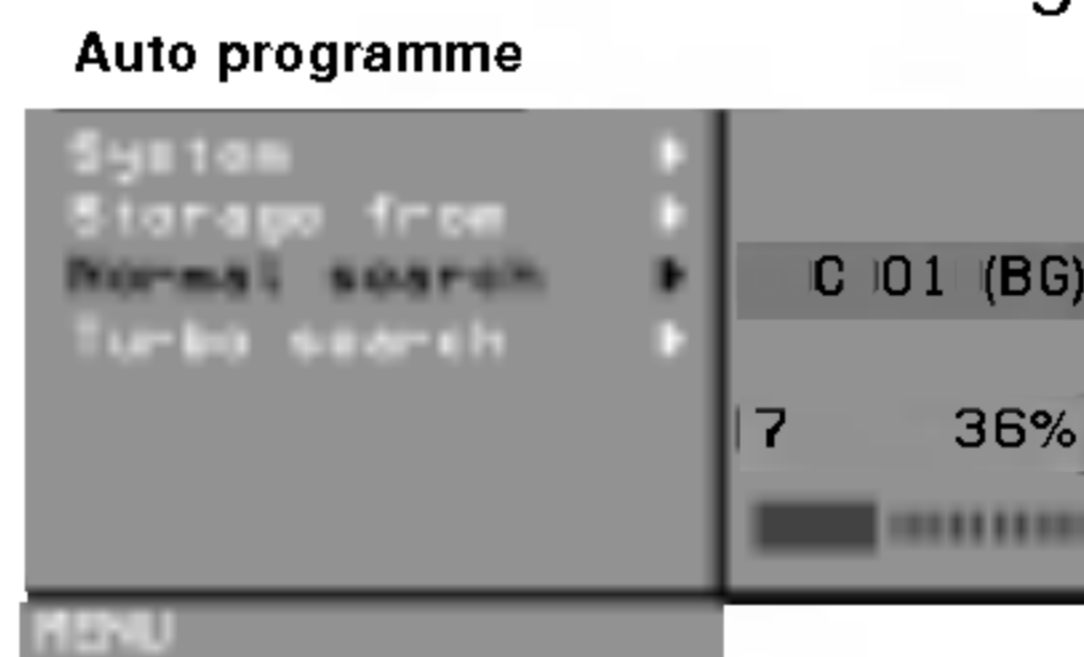 Auto programme
System
Storage from
Normal search
Turbo search
C 01 (BG)
7 36%
MENU